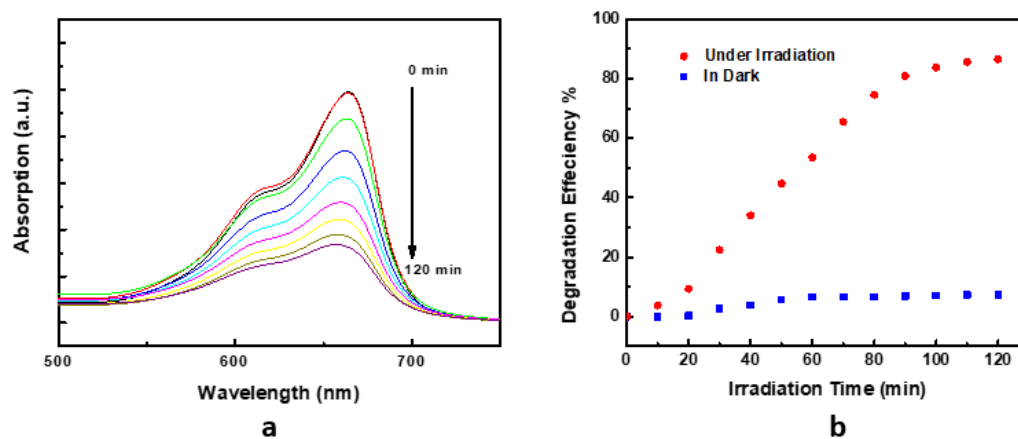 0 min
120 min
Absorption (a.u.)
500 600 700
Wavelength (nm)
a
100
80
60
40
20
0
Under Irradiation
In Dark
Degradation Effeciency %
0 20 40 60 80 100 120
Irradiation Time (min)
b